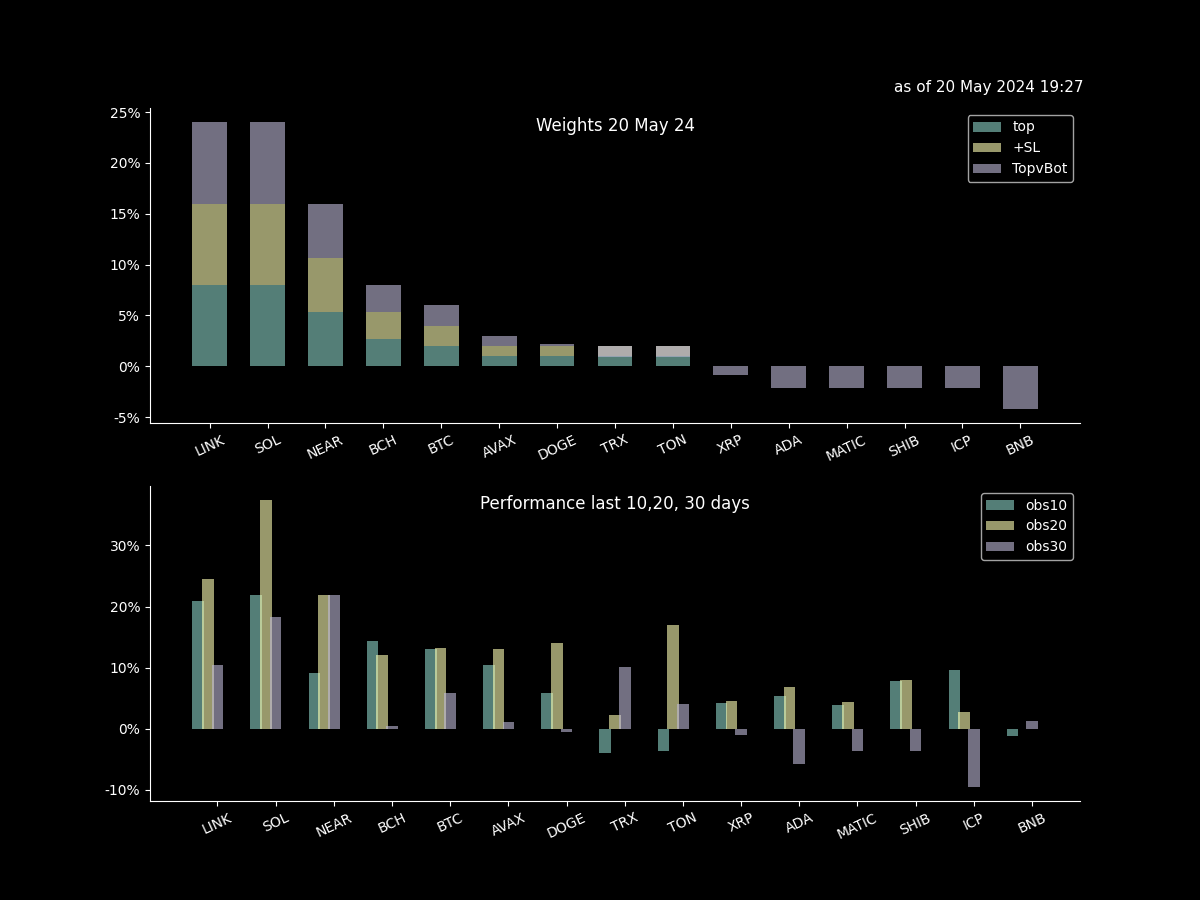 as of 20 May 2024 19:27
Weights 20 May 24
top
+SL
TopvBot
25%
20%
15%
10%
5%
0%
-5%
LINK SOL NEAR BCH BTC AVAX DOGE TRX TON XRP ADA MATIC SHIB ICP BNB
Performance last 10,20, 30 days
obs10
obs20
obs30
30%
20%
10%
0%
-10%
LINK SOL NEAR BCH BTC AVAX DOGE TRX TON XRP ADA MATIC SHIB ICP BNB